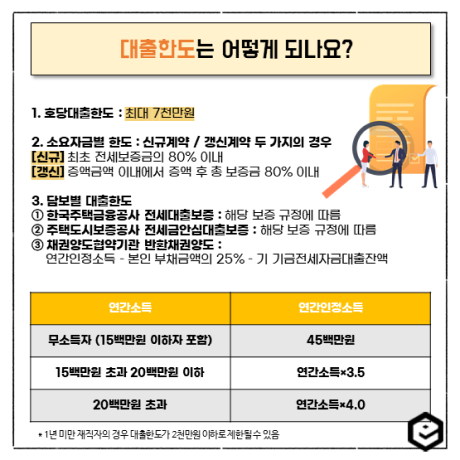 대출한도는 어떻게 되나요?
1. 호당대출한도 : 최대 7천만원
2. 소요자금별 한도 : 신규계약 / 갱신계약 두 가지의 경우
[신규] 최초 전세보증금의 80% 이내
[갱신] 증액금액 이내에서 증액 후 총 보증금 80% 이내
3. 담보별 대출한도
① 한국주택금융공사 전세대출보증 : 해당 보증 규정에 따름
② 주택도시보증공사 전세금안심대출보증 : 해당 보증 규정에 따름
③ 채권양도협약기관 반환채권양도 :
연간인정소득 - 본인 부채금액의 25% - 기 기금전세자금대출잔액
연간소득 연간인정소득
무소득자 (15백만원 이하자 포함) 45백만원
15백만원 초과 20백만원 이하 연간소득×3.5
20백만원 초과 연간소득×4.0
* 1년 미만 재직자의 경우 대출한도가 2천만원 이하로 제한될 수 있음